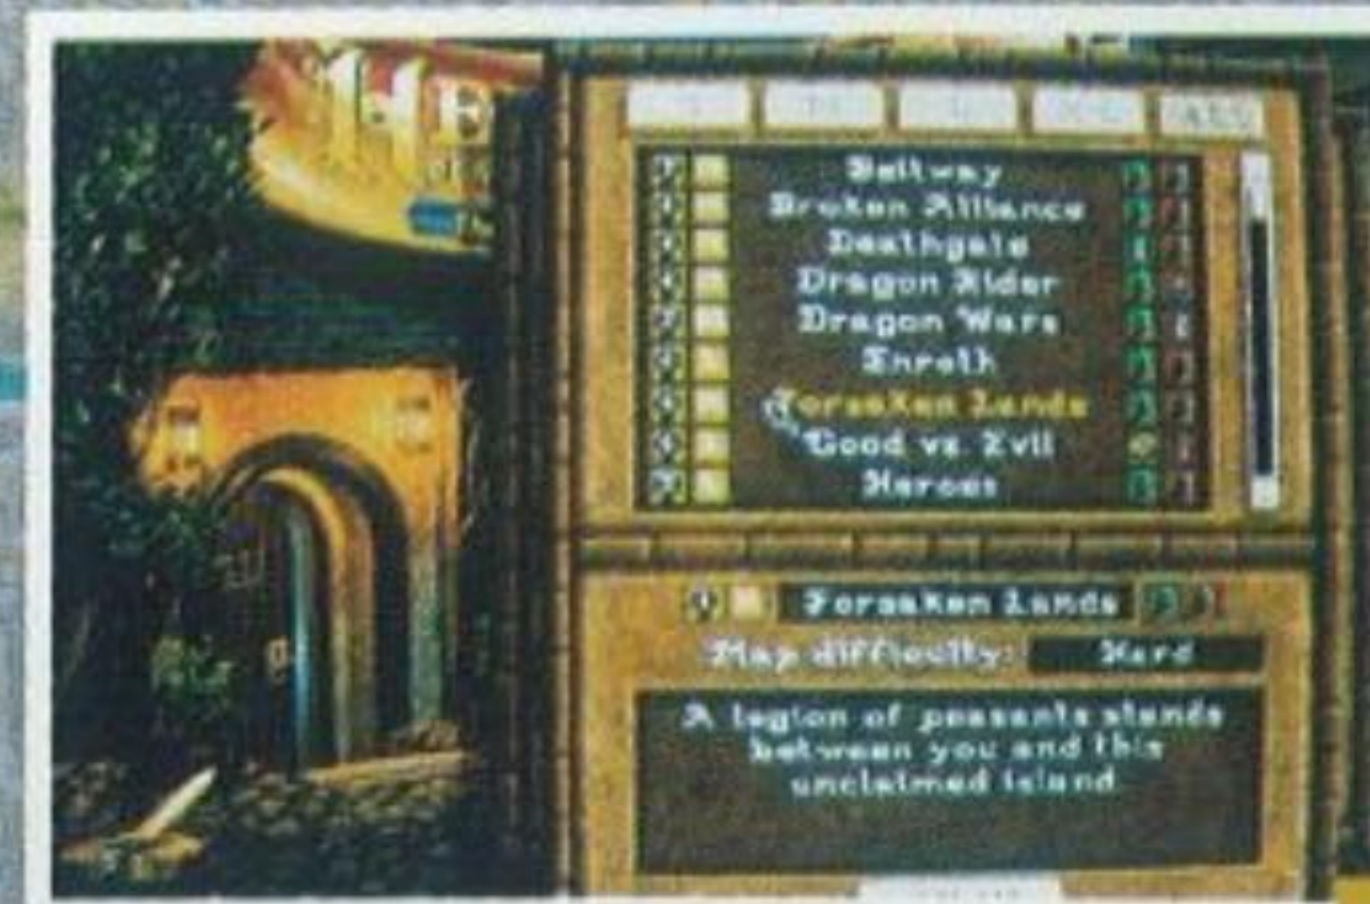 Beltway
Broken Alliance
Deathgate
Dragon Rider
Dragon Wars
Enroth
Forsaken Lands
Good vs. Evil
Heroes
Forsaken Lands
Map difficulty: Hard
A legion of peasants stands
between you and this
unclaimed island